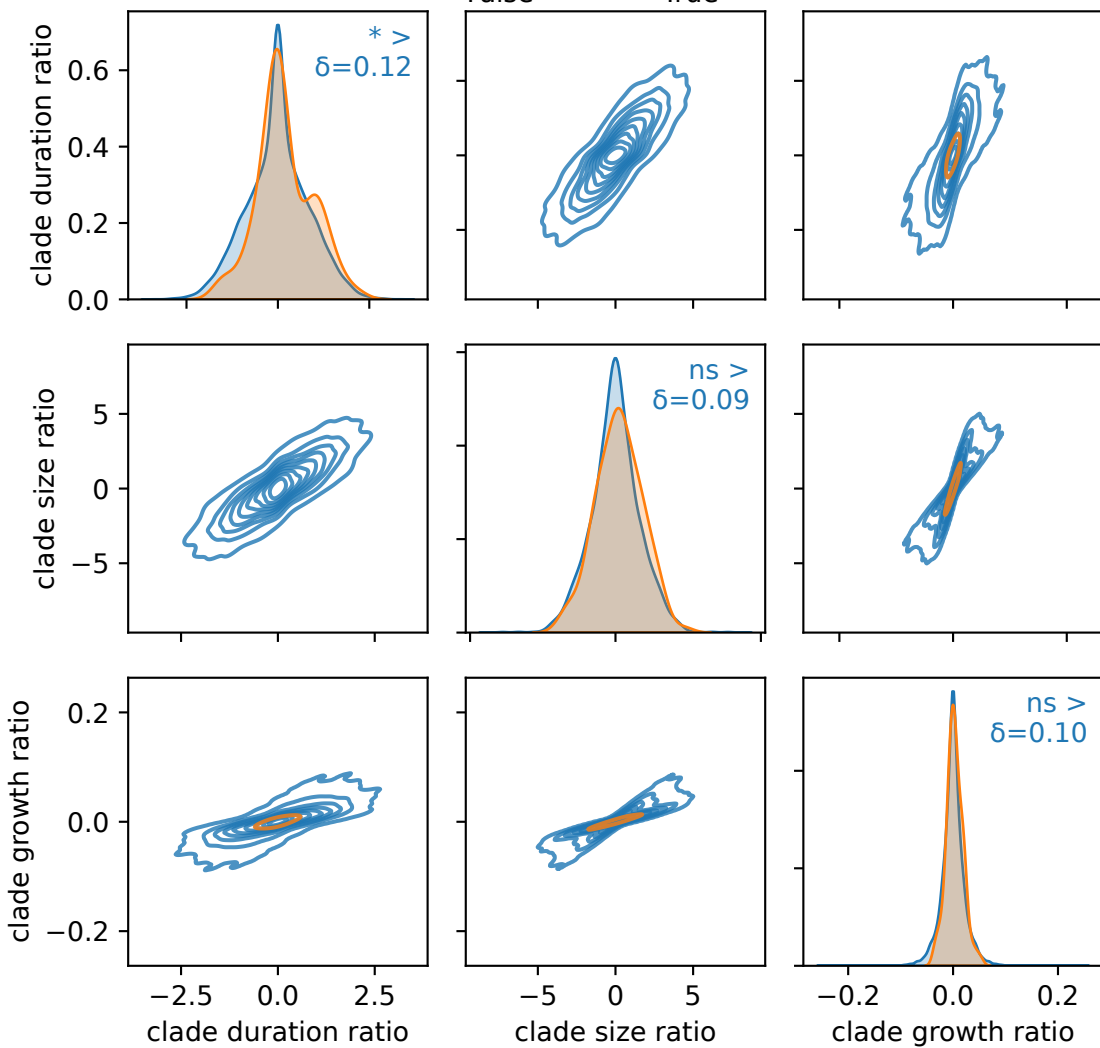 clade duration ratio
0.6
0.4
0.2
0.0
* >
δ=0.12
clade size ratio
5
0
−5
ns >
δ=0.09
clade growth ratio
0.2
0.0
−0.2
ns >
δ=0.10
−2.5 0.0 2.5
−5 0 5
−0.2 0.0 0.2
clade duration ratio
clade size ratio
clade growth ratio